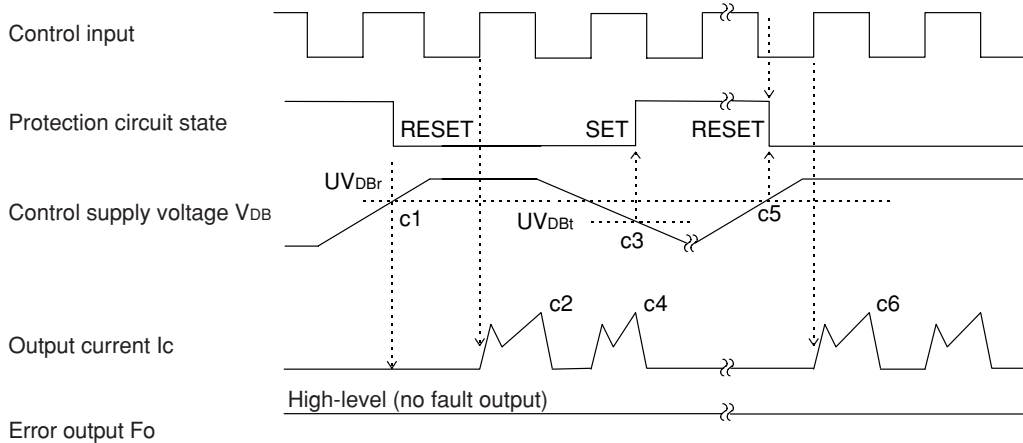 Control input
Protection circuit state
RESET
SET
RESET
UVDBr
Control supply voltage VDB
c1
UVDBt
c3
c5
c2
c4
c6
Output current Ic
High-level (no fault output)
Error output Fo